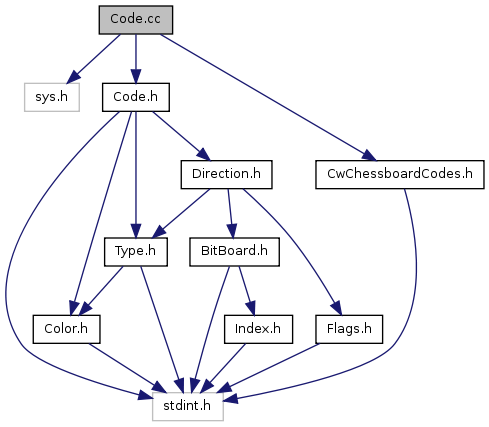 Code.cc
sys.h
Code.h
Direction.h
CwChessboardCodes.h
Type.h
BitBoard.h
Color.h
Index.h
Flags.h
stdint.h